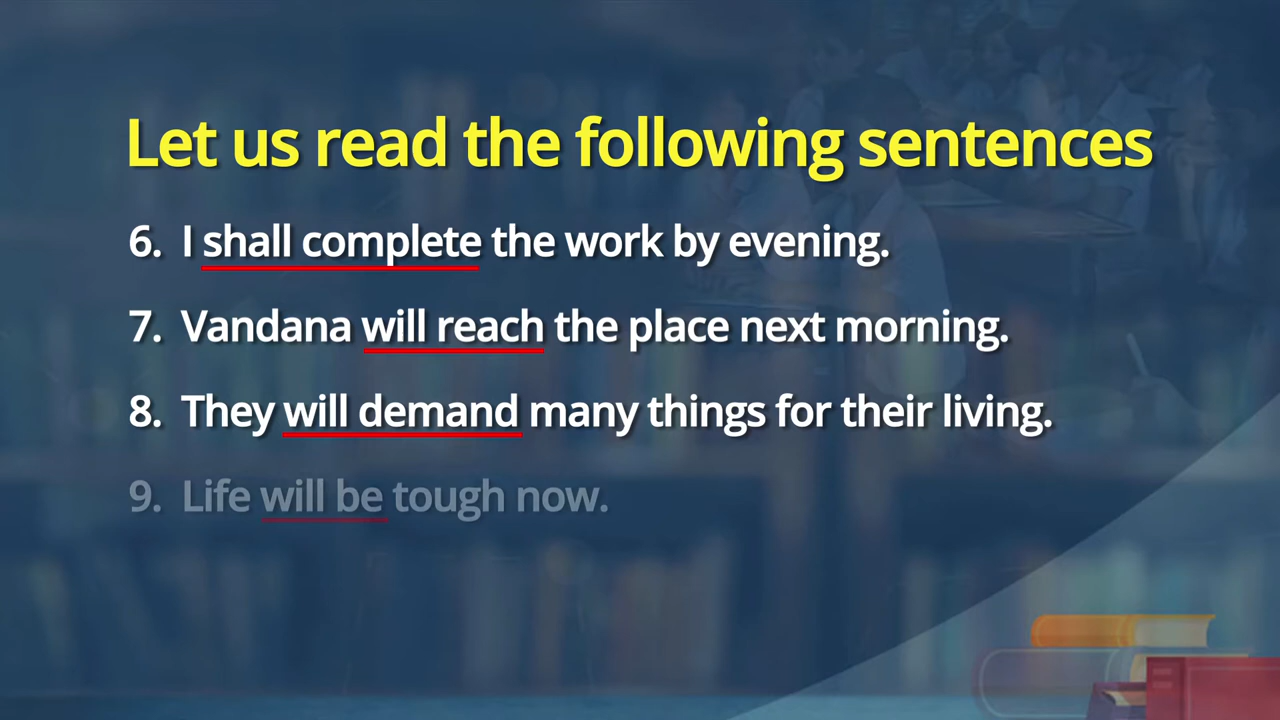 Let us read the following sentences
6. I shall complete the work by evening.
7. Vandana will reach the place next morning.
8. They will demand many things for their living.
9. Life will be tough now.